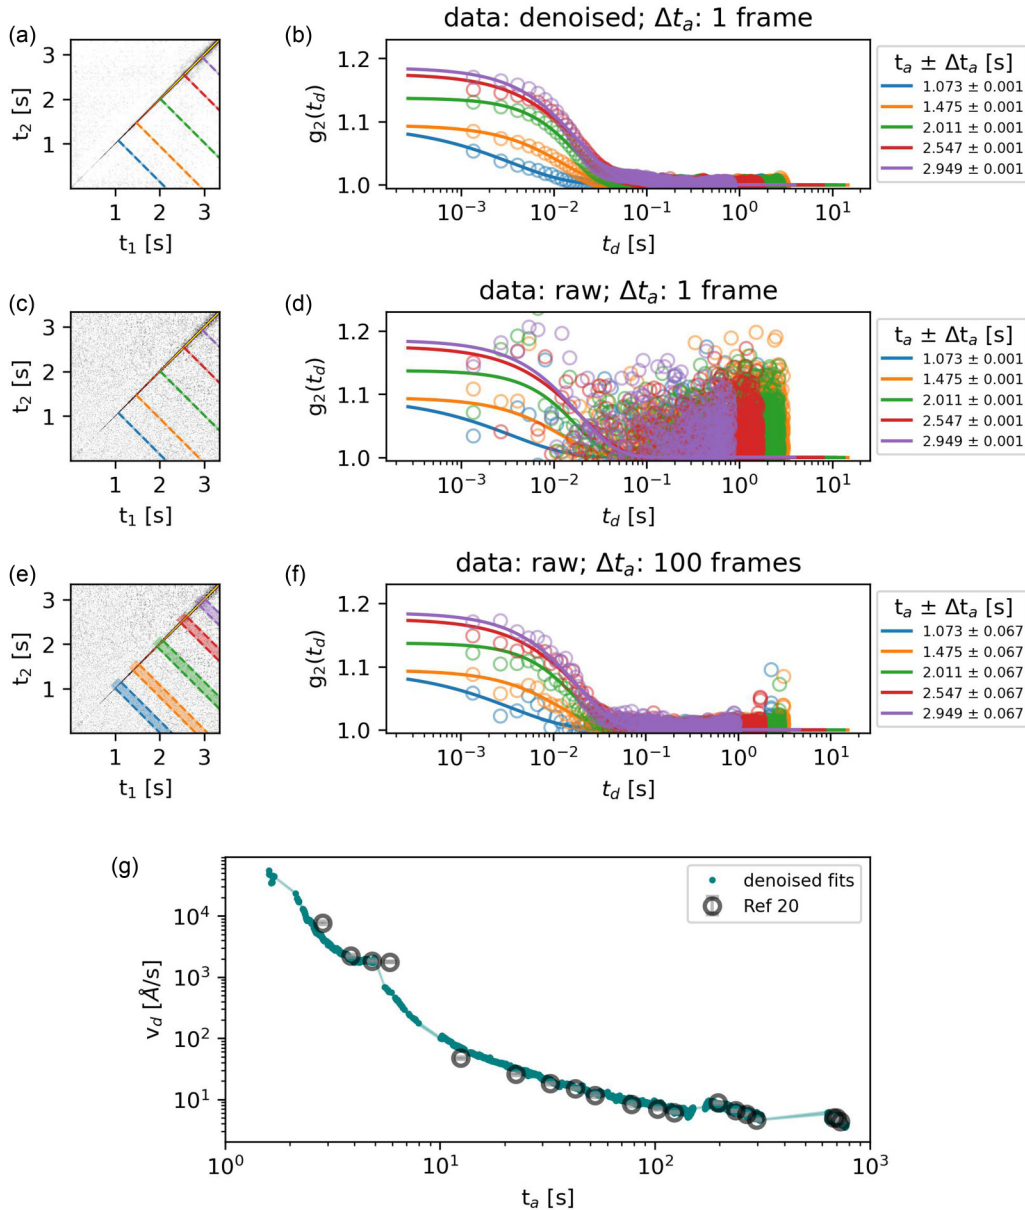 (a)
t₂ [s]
3
2
1
1 2 3
t₁ [s]
(b)
data: denoised; Δtₐ: 1 frame
g₂(t_d)
1.2
1.1
1.0
10⁻³ 10⁻² 10⁻¹ 10⁰ 10¹
t_d [s]
tₐ ± Δtₐ [s]
1.073 ± 0.001
1.475 ± 0.001
2.011 ± 0.001
2.547 ± 0.001
2.949 ± 0.001
(c)
t₂ [s]
3
2
1
1 2 3
t₁ [s]
(d)
data: raw; Δtₐ: 1 frame
g₂(t_d)
1.2
1.1
1.0
10⁻³ 10⁻² 10⁻¹ 10⁰ 10¹
t_d [s]
tₐ ± Δtₐ [s]
1.073 ± 0.001
1.475 ± 0.001
2.011 ± 0.001
2.547 ± 0.001
2.949 ± 0.001
(e)
t₂ [s]
3
2
1
1 2 3
t₁ [s]
(f)
data: raw; Δtₐ: 100 frames
g₂(t_d)
1.2
1.1
1.0
10⁻³ 10⁻² 10⁻¹ 10⁰ 10¹
t_d [s]
tₐ ± Δtₐ [s]
1.073 ± 0.067
1.475 ± 0.067
2.011 ± 0.067
2.547 ± 0.067
2.949 ± 0.067
(g)
v_d [Å/s]
10⁴
10³
10²
10¹
denoised fits
Ref 20
10⁰ 10¹ 10² 10³
tₐ [s]